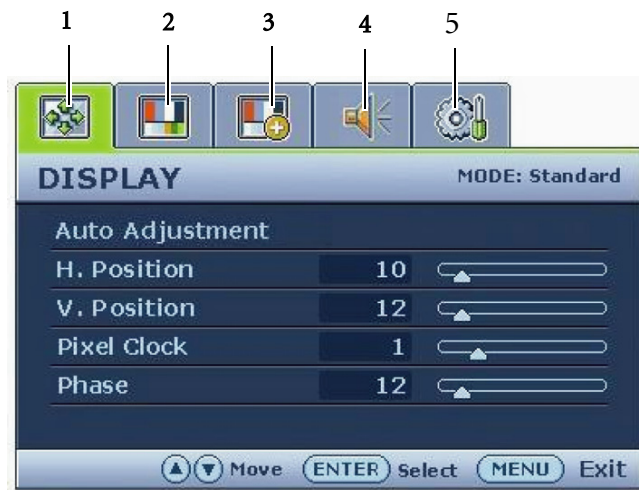 1 2 3 4 5
DISPLAY MODE: Standard
Auto Adjustment
H. Position 10
V. Position 12
Pixel Clock 1
Phase 12
Move ENTER Select MENU Exit